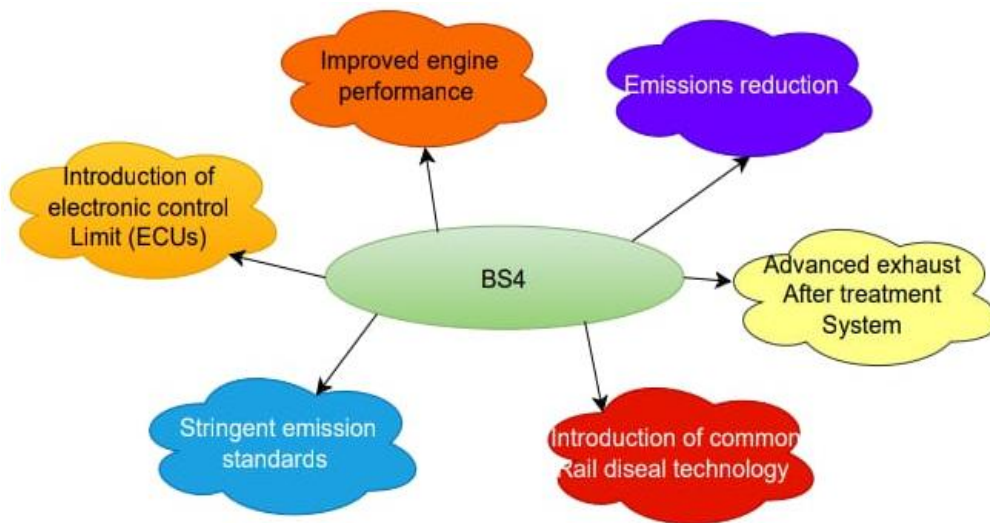 Improved engine
performance
Emissions reduction
Introduction of
electronic control
Limit (ECUs)
BS4
Advanced exhaust
After treatment
System
Stringent emission
standards
Introduction of common
Rail diseal technology